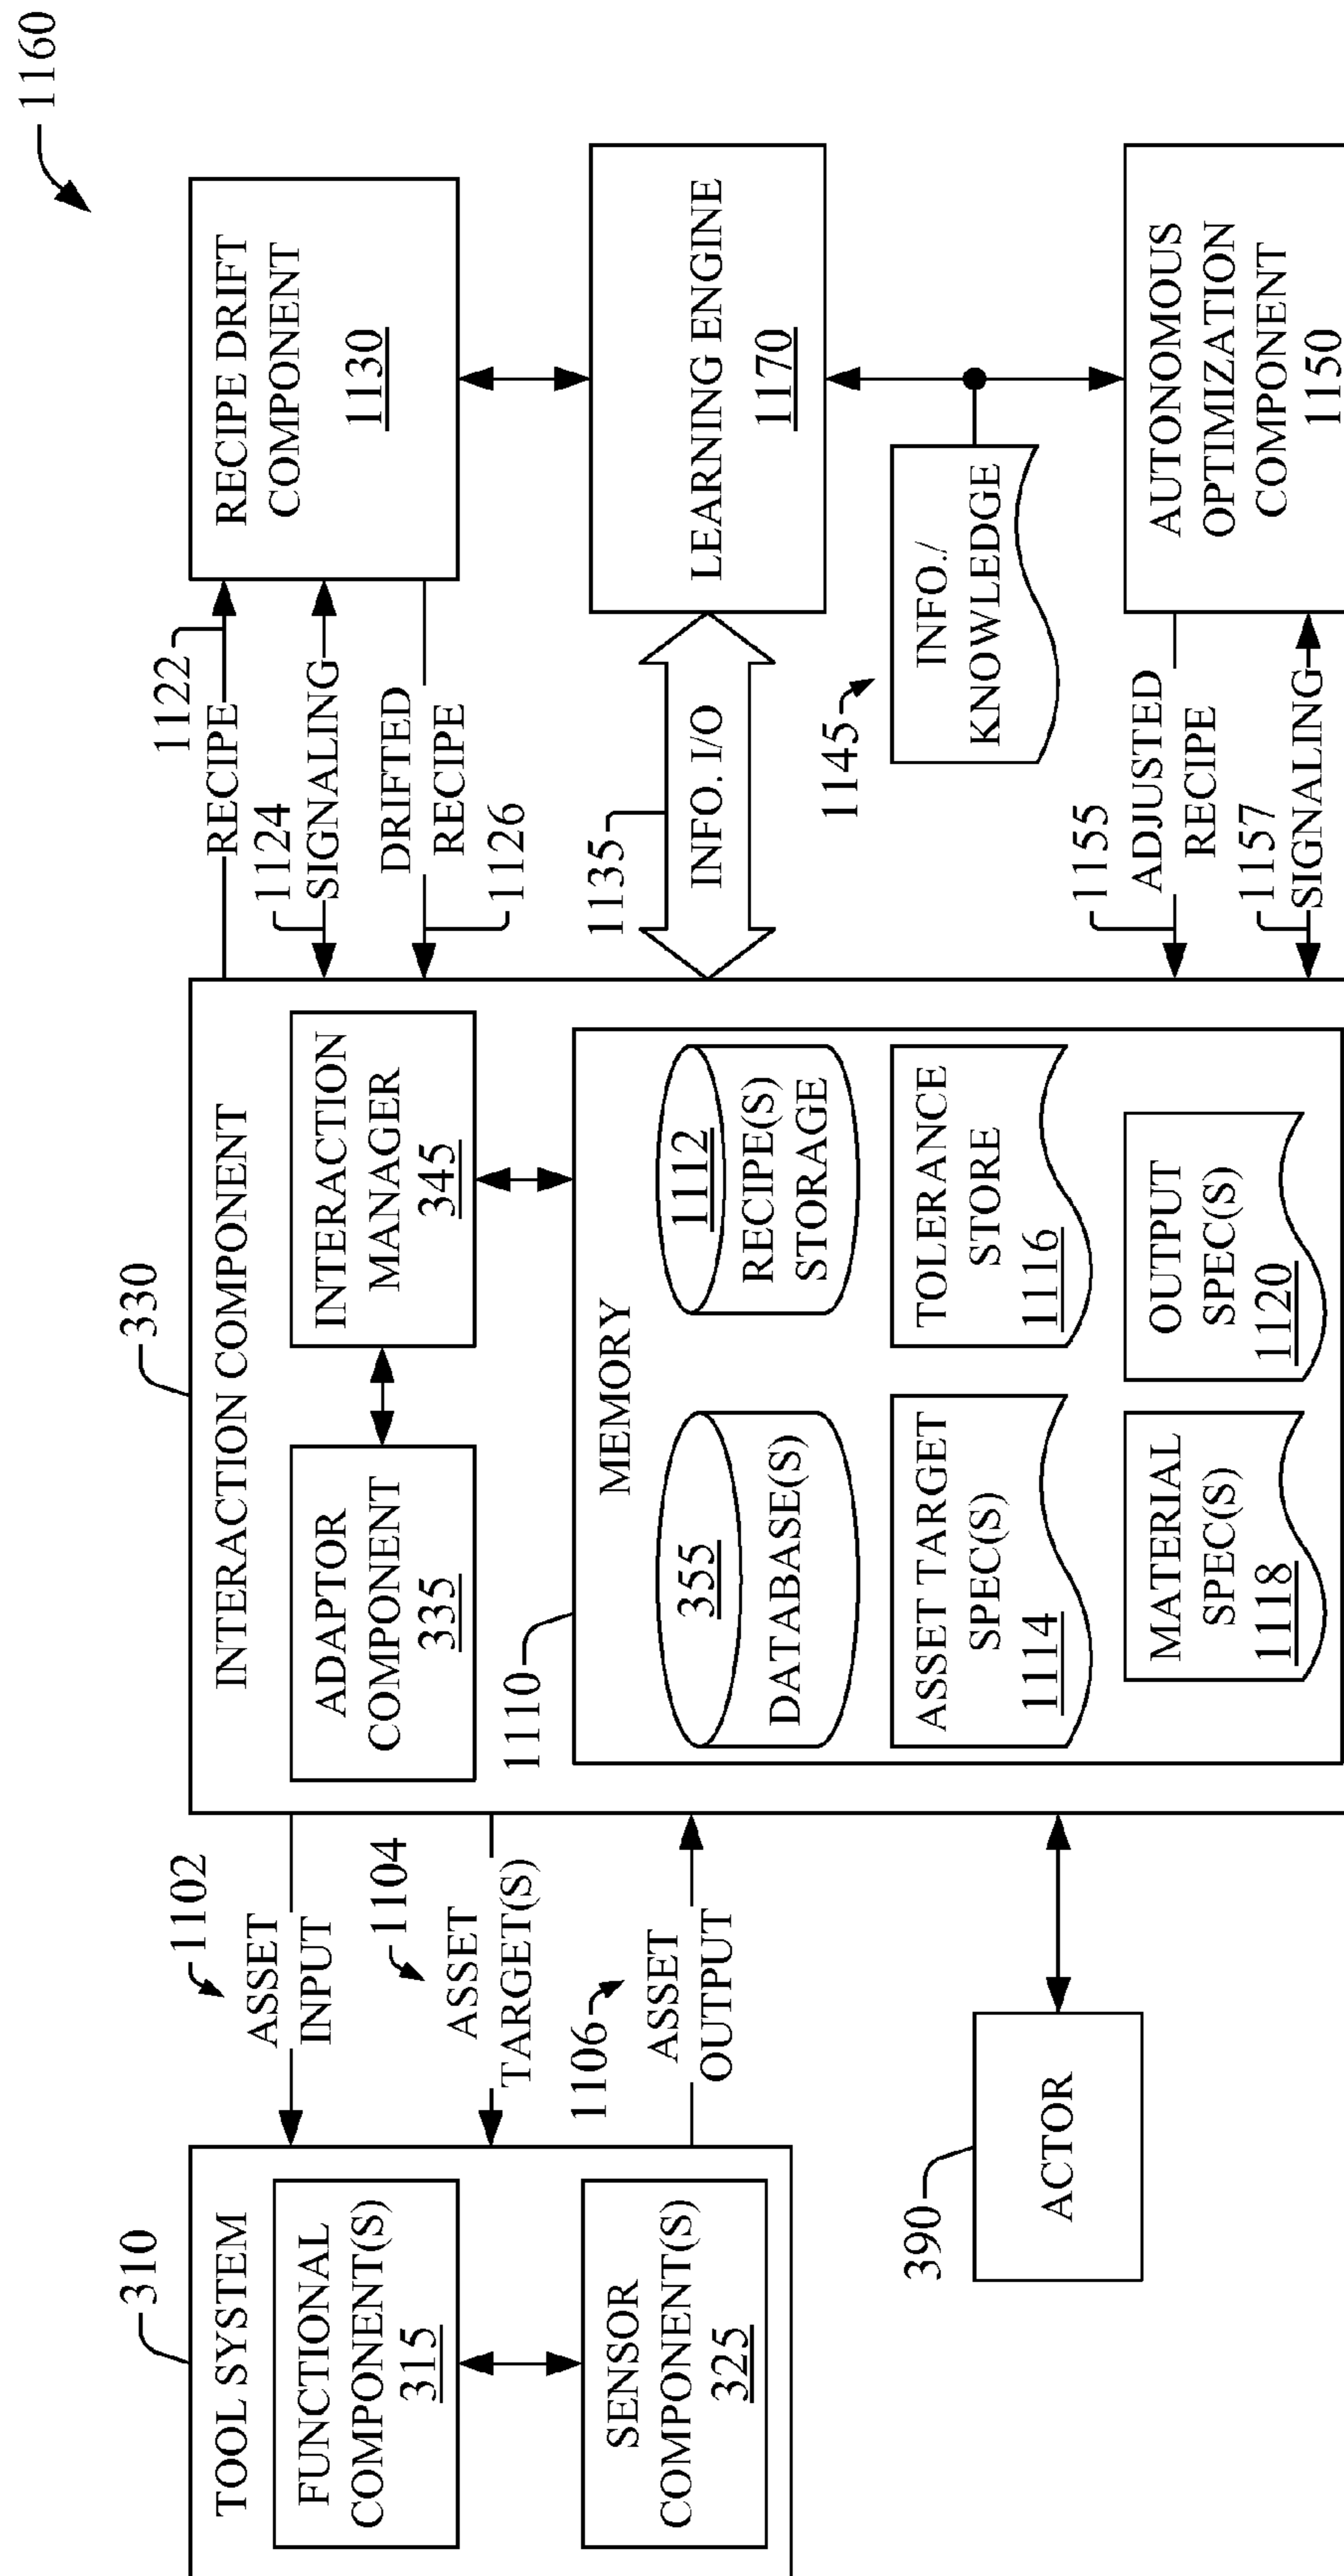 1160
310
TOOL SYSTEM
FUNCTIONAL
COMPONENT(S)
315
SENSOR
COMPONENT(S)
325
390
ACTOR
1102
ASSET
INPUT
1104
ASSET
TARGET(S)
1106
ASSET
OUTPUT
330
INTERACTION COMPONENT
ADAPTOR
COMPONENT
335
INTERACTION
MANAGER
345
1110
MEMORY
355
DATABASE(S)
1112
RECIPE(S)
STORAGE
ASSET TARGET
SPEC(S)
1114
TOLERANCE
STORE
1116
MATERIAL
SPEC(S)
1118
OUTPUT
SPEC(S)
1120
1122
RECIPE
1124
SIGNALING
DRIFTED
RECIPE
1126
1135
INFO. I/O
1145
INFO./
KNOWLEDGE
1155
ADJUSTED
RECIPE
1157
SIGNALING
RECIPE DRIFT
COMPONENT
1130
LEARNING ENGINE
1170
AUTONOMOUS
OPTIMIZATION
COMPONENT
1150